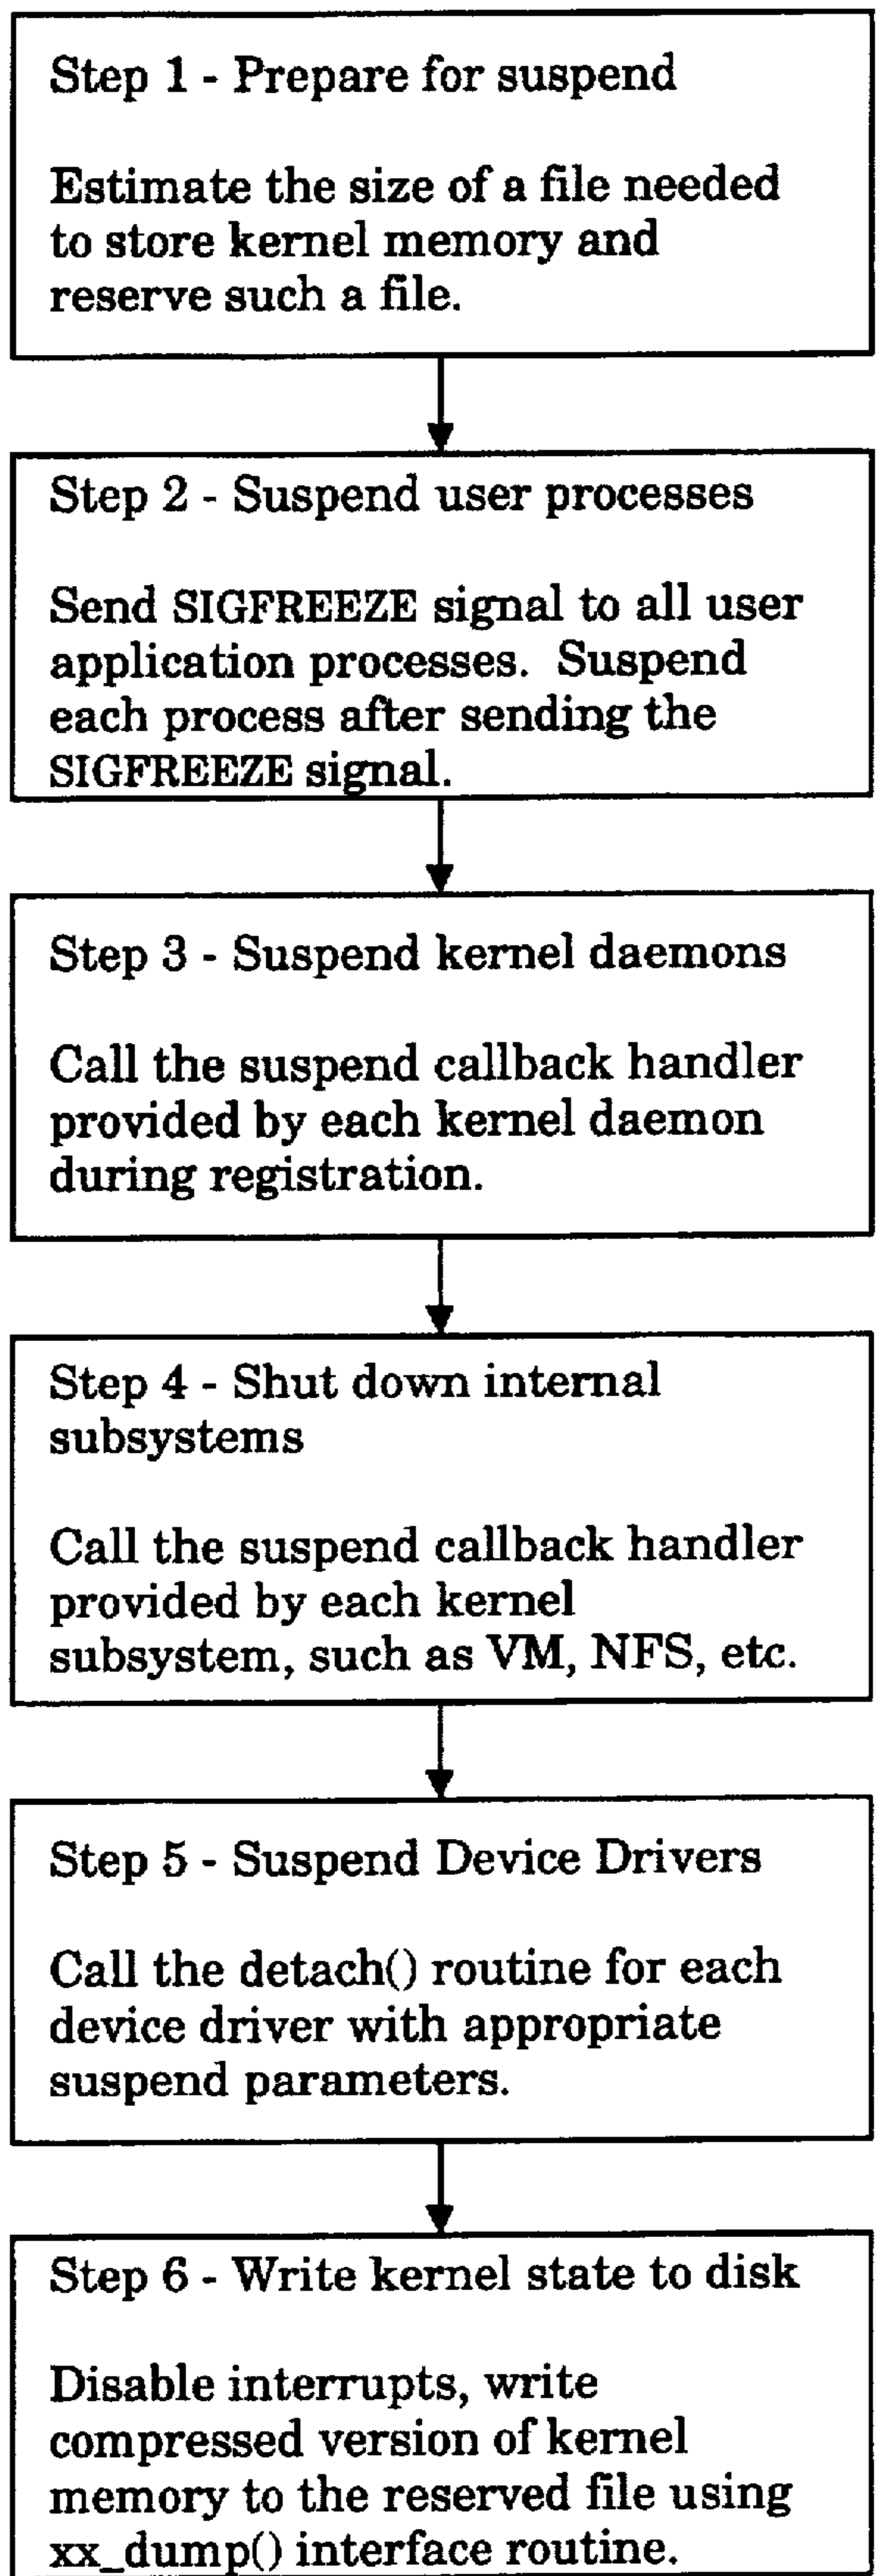 Step 1 - Prepare for suspend
Estimate the size of a file needed
to store kernel memory and
reserve such a file.
Step 2 - Suspend user processes
Send SIGFREEZE signal to all user
application processes.  Suspend
each process after sending the
SIGFREEZE signal.
Step 3 - Suspend kernel daemons
Call the suspend callback handler
provided by each kernel daemon
during registration.
Step 4 - Shut down internal
subsystems
Call the suspend callback handler
provided by each kernel
subsystem, such as VM, NFS, etc.
Step 5 - Suspend Device Drivers
Call the detach() routine for each
device driver with appropriate
suspend parameters.
Step 6 - Write kernel state to disk
Disable interrupts, write
compressed version of kernel
memory to the reserved file using
xx_dump() interface routine.